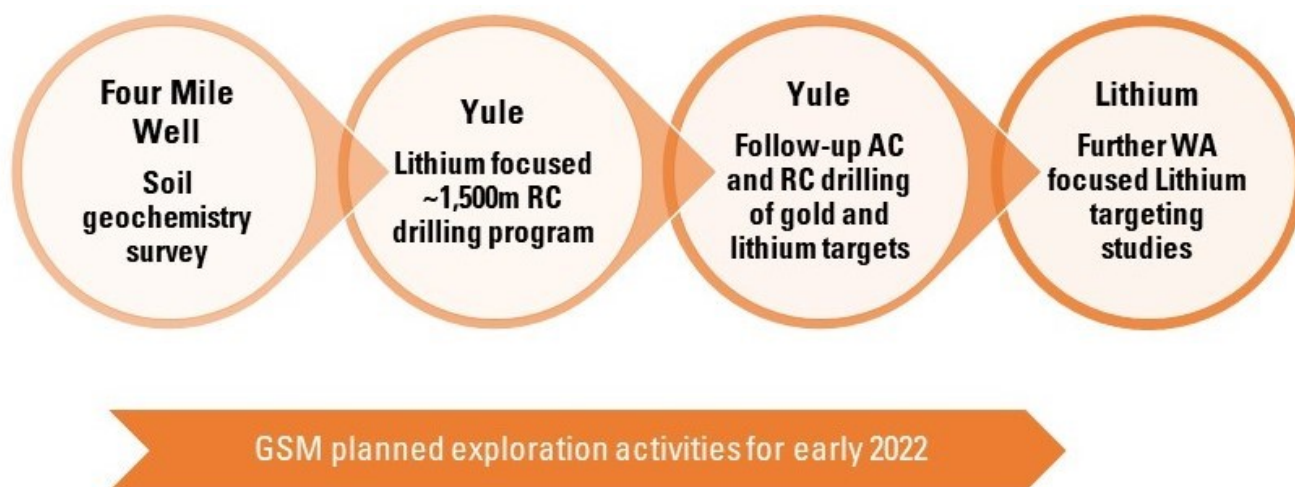 Four Mile
Well
Soil
geochemistry
survey
Yule
Lithium focused
~1,500m RC
drilling program
Yule
Follow-up AC
and RC drilling
of gold and
lithium targets
Lithium
Further WA
focused Lithium
targeting
studies
GSM planned exploration activities for early 2022